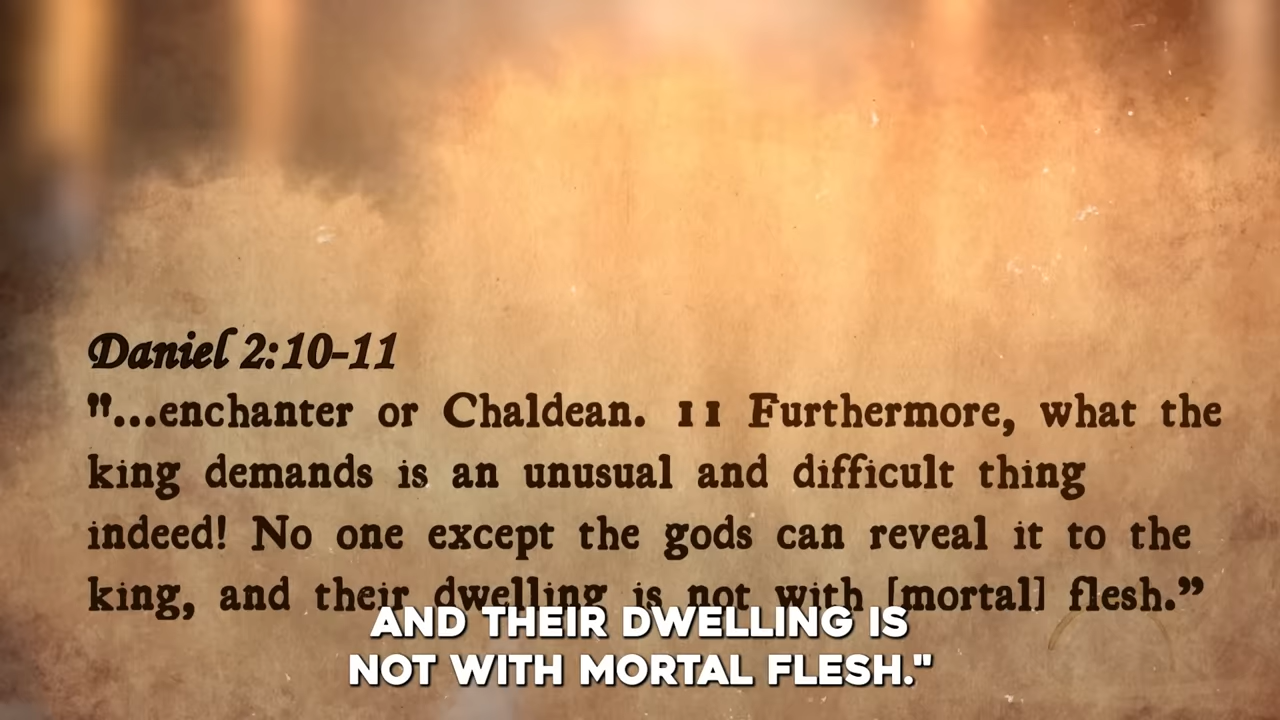 Daniel 2:10-11
"...enchanter or Chaldean. 11 Furthermore, what the
king demands is an unusual and difficult thing
indeed! No one except the gods can reveal it to the
king, and their dwelling is not with [mortal] flesh.”
AND THEIR DWELLING IS
NOT WITH MORTAL FLESH."